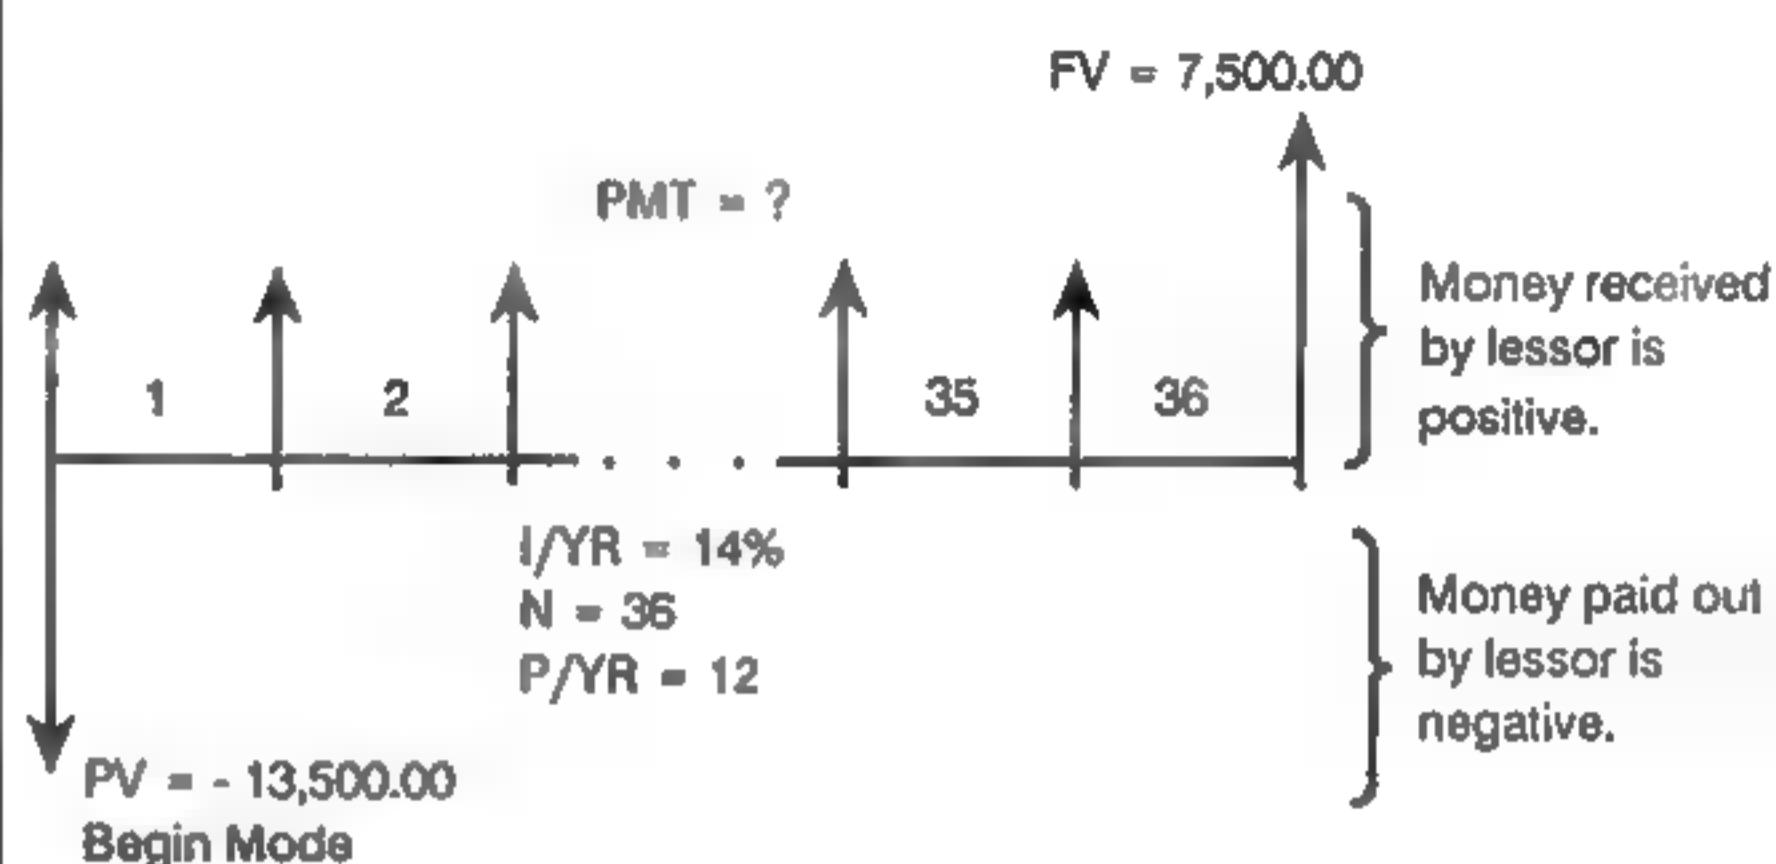 FV = 7,500.00
PMT = ?
Money received
by lessor is
positive.
1 2 35 36
I/YR = 14%
N = 36
P/YR = 12
Money paid out
by lessor is
negative.
PV = - 13,500.00
Begin Mode